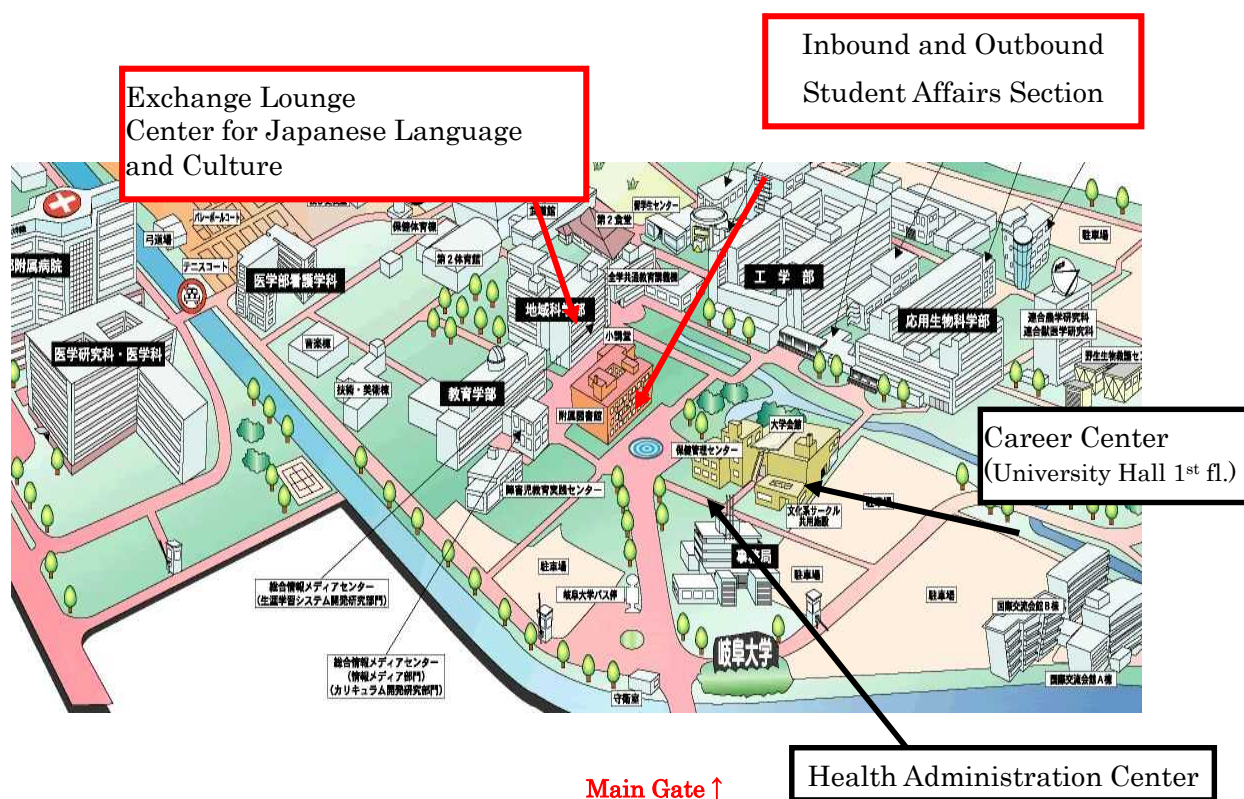 Inbound and Outbound
Student Affairs Section
Exchange Lounge
Center for Japanese Language
and Culture
バレーボールコート
弓道場
テニスコート
附属病院
医学部看護学科
保健体育棟
第2体育館
第2食堂
留学生センター
全学共通教育講義棟
工学部
駐車場
地域科学部
応用生物科学部
連合農学研究科
連合獣医学研究科
野生生物救護セ
医学研究科・医学科
音楽棟
小講堂
技術・美術棟
教育学部
附属図書館
大学会館
保健管理センター
Career Center
(University Hall 1st fl.)
障害児教育実践センター
文化系サークル
共用施設
駐車場
局
総合情報メディアセンター
(生涯学習システム開発研究部門)
駐車場
岐阜大学バス停
駐車場
駐車場
国際交流会館B棟
総合情報メディアセンター
(情報メディア部門)
(カリキュラム開発研究部門)
岐阜大学
守衛室
国際交流会館A棟
Main Gate ↑
Health Administration Center